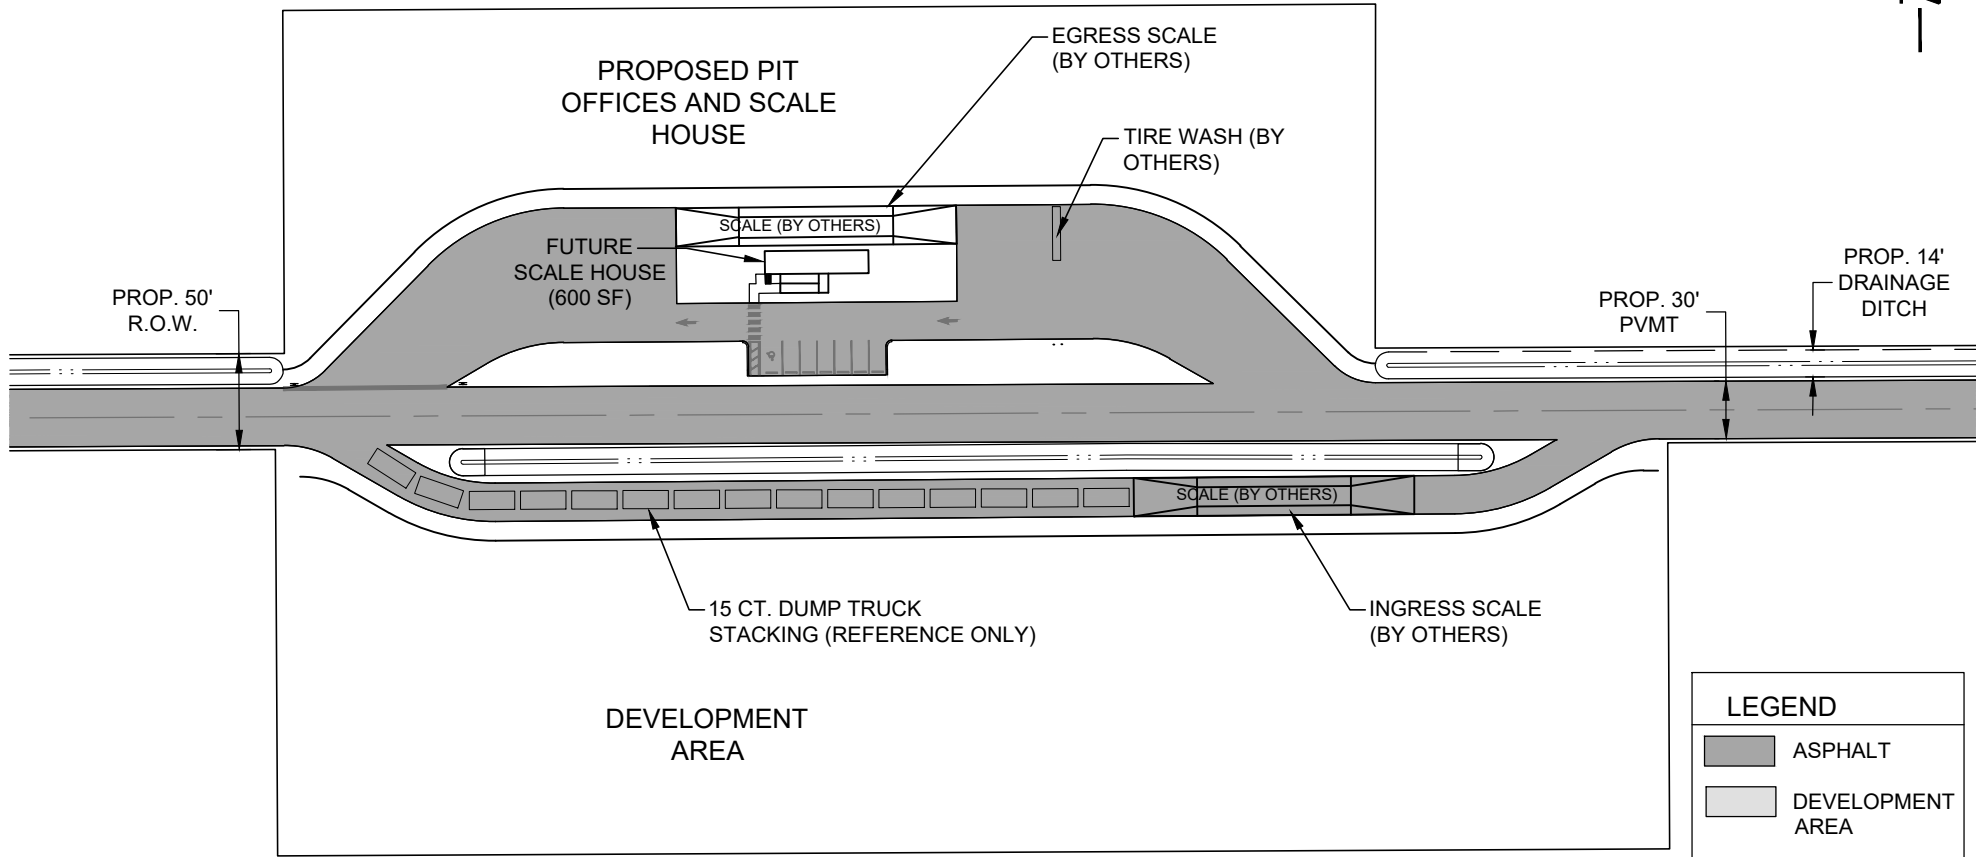 PROPOSED PIT
OFFICES AND SCALE
HOUSE
EGRESS SCALE
(BY OTHERS)
TIRE WASH (BY
OTHERS)
SCALE (BY OTHERS)
FUTURE
SCALE HOUSE
(600 SF)
PROP. 50'
R.O.W.
PROP. 30'
PVMT
PROP. 14'
DRAINAGE
DITCH
SCALE (BY OTHERS)
15 CT. DUMP TRUCK
STACKING (REFERENCE ONLY)
INGRESS SCALE
(BY OTHERS)
DEVELOPMENT
AREA
LEGEND
ASPHALT
DEVELOPMENT
AREA